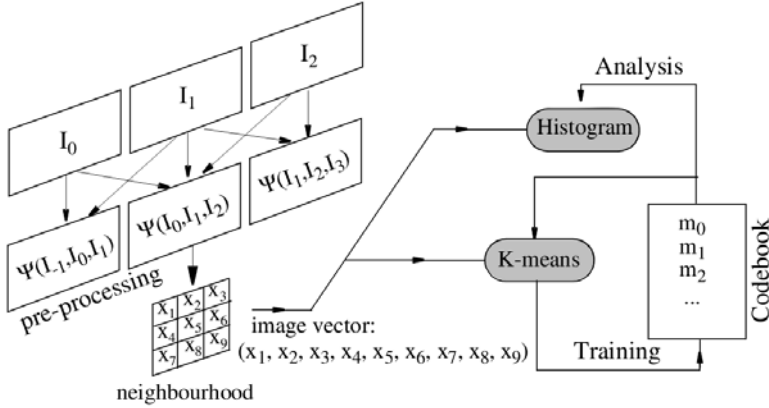 I₀
I₁
I₂
Ψ(I₋₁,I₀,I₁)
Ψ(I₀,I₁,I₂)
Ψ(I₁,I₂,I₃)
pre-processing
x₁ x₂ x₃
x₄ x₅ x₆
x₇ x₈ x₉
neighbourhood
image vector:
(x₁, x₂, x₃, x₄, x₅, x₆, x₇, x₈, x₉)
Analysis
Histogram
K-means
Training
m₀
m₁
m₂
...
Codebook